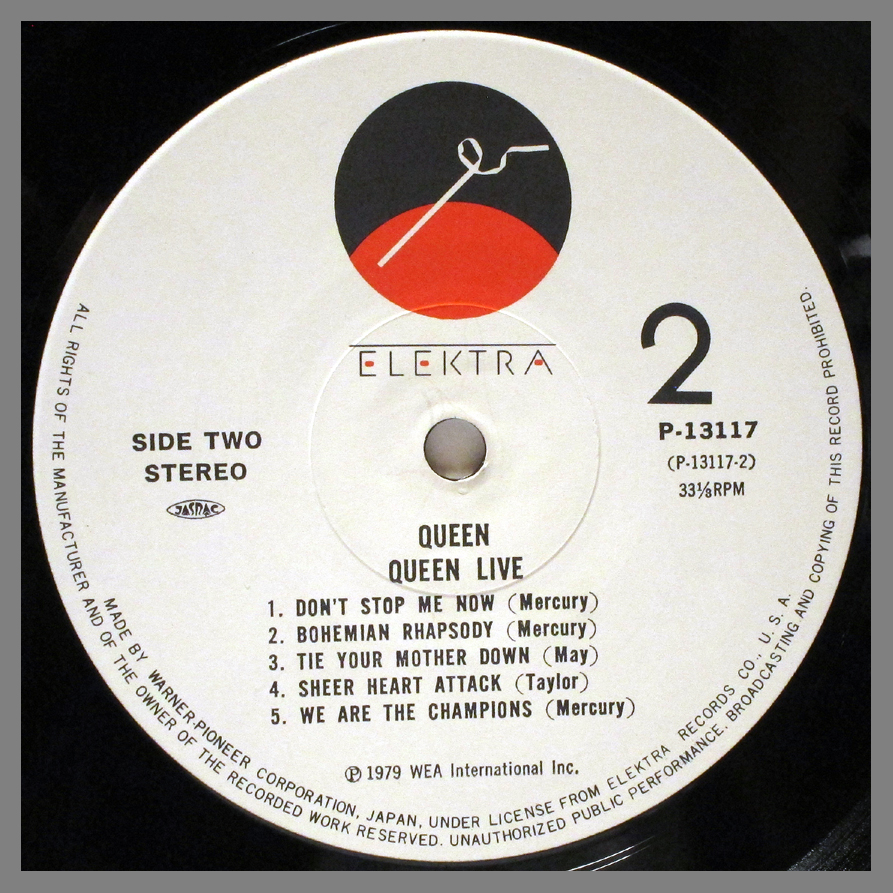 ELEKTRA
2
P-13117
(P-13117-2)
33⅓RPM
SIDE TWO
STEREO
JASRAC
QUEEN
QUEEN LIVE
1. DON'T STOP ME NOW (Mercury)
2. BOHEMIAN RHAPSODY (Mercury)
3. TIE YOUR MOTHER DOWN (May)
4. SHEER HEART ATTACK (Taylor)
5. WE ARE THE CHAMPIONS (Mercury)
Ⓟ 1979 WEA International Inc.
MADE BY WARNER-PIONEER CORPORATION, JAPAN, UNDER LICENSE FROM ELEKTRA RECORDS CO., U. S. A.
ALL RIGHTS OF THE MANUFACTURER AND OF THE OWNER OF THE RECORDED WORK RESERVED. UNAUTHORIZED PUBLIC PERFORMANCE. BROADCASTING AND COPYING OF THIS RECORD PROHIBITED.